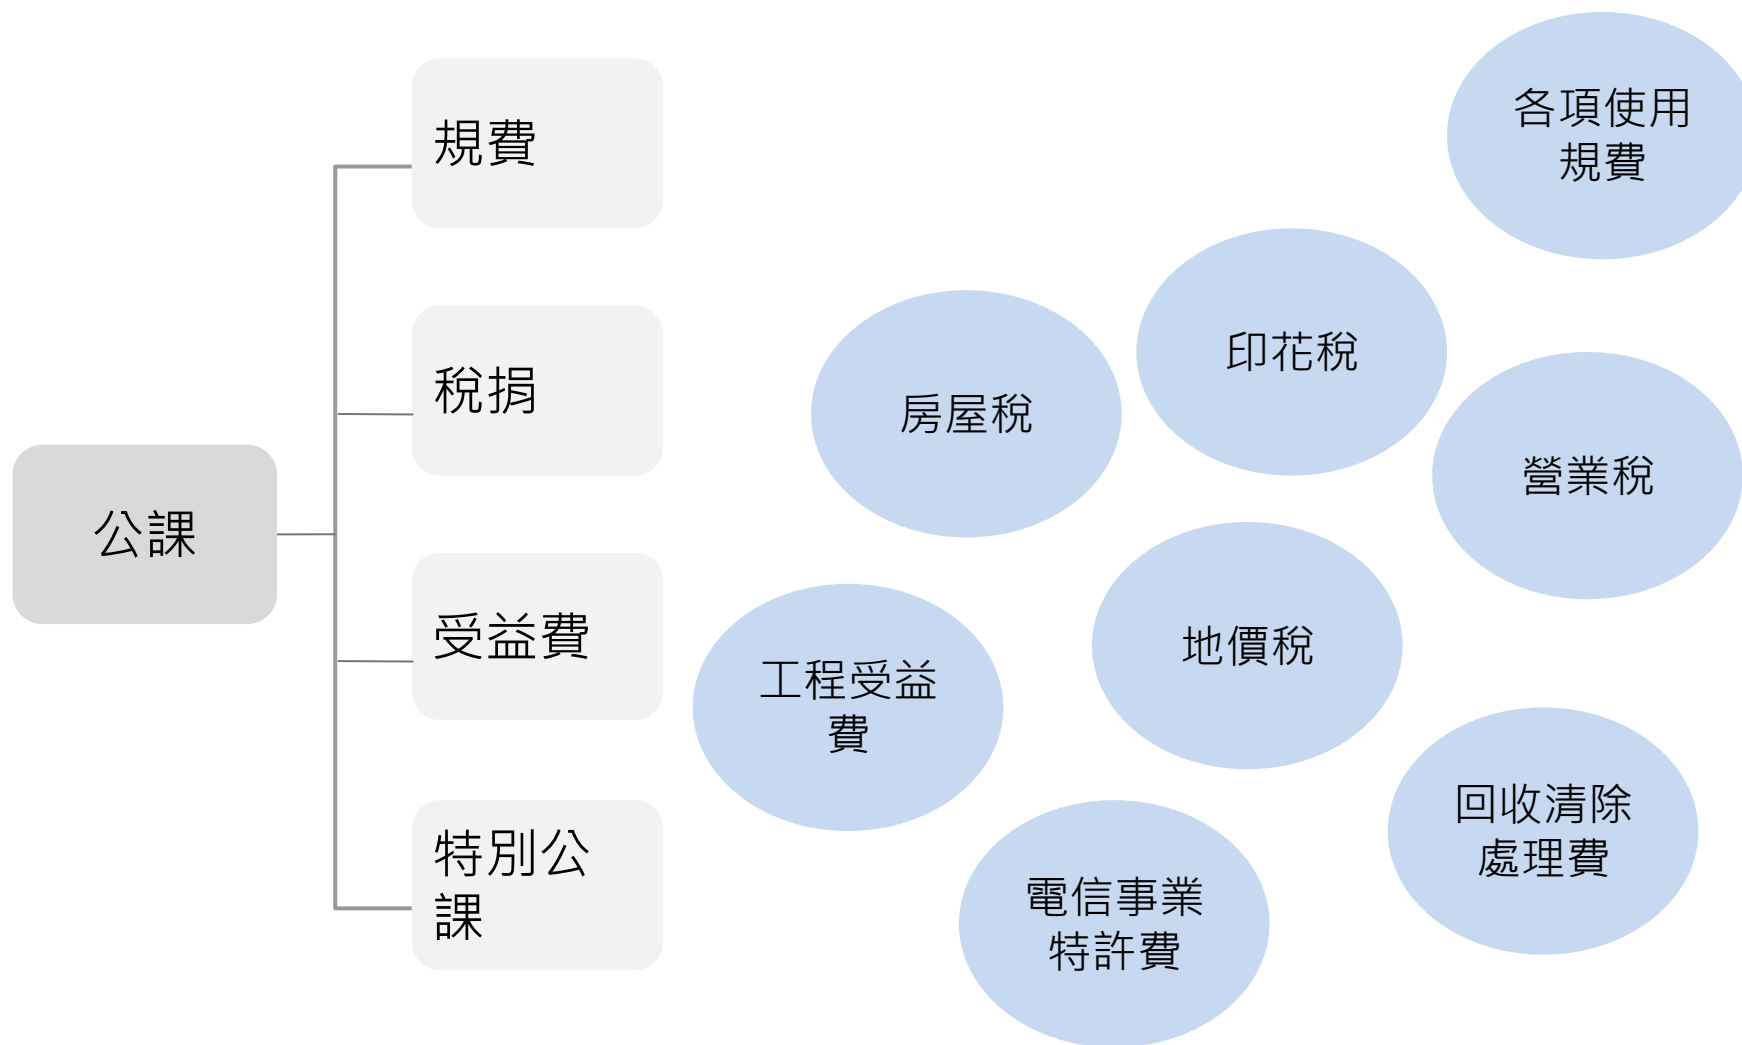 公課
規費
稅捐
受益費
特別公
課
各項使用
規費
印花稅
房屋稅
營業稅
地價稅
工程受益
費
回收清除
處理費
電信事業
特許費